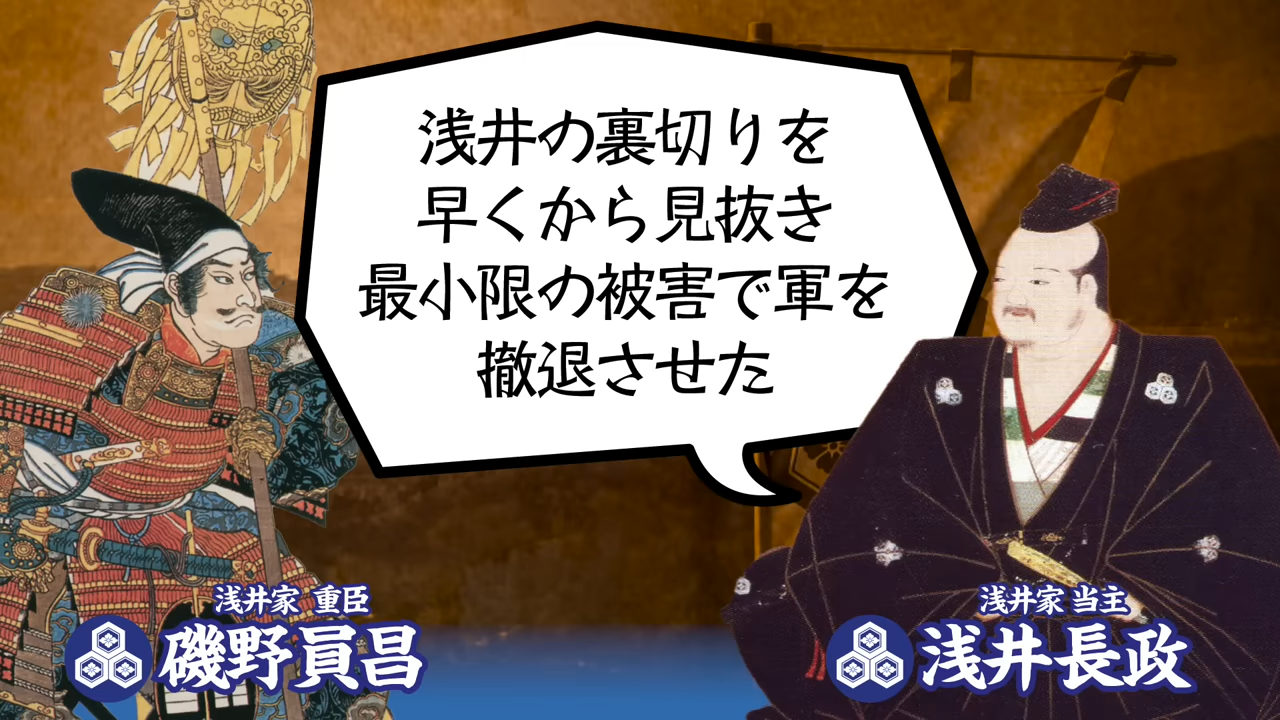 浅井の裏切りを
早くから見抜き
最小限の被害で軍を
撤退させた
浅井家 重臣
磯野員昌
浅井家 当主
浅井長政